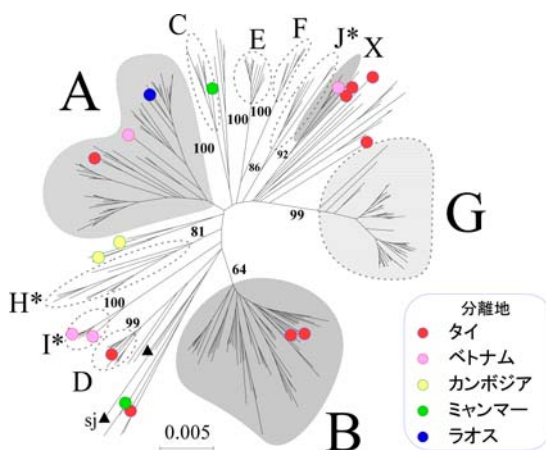 C
E
F
J*
X
A
100
100
100
86
92
99
G
81
H*
100
64
I*
99
D
B
sj
0.005
分離地
タイ
ベトナム
カンボジア
ミャンマー
ラオス